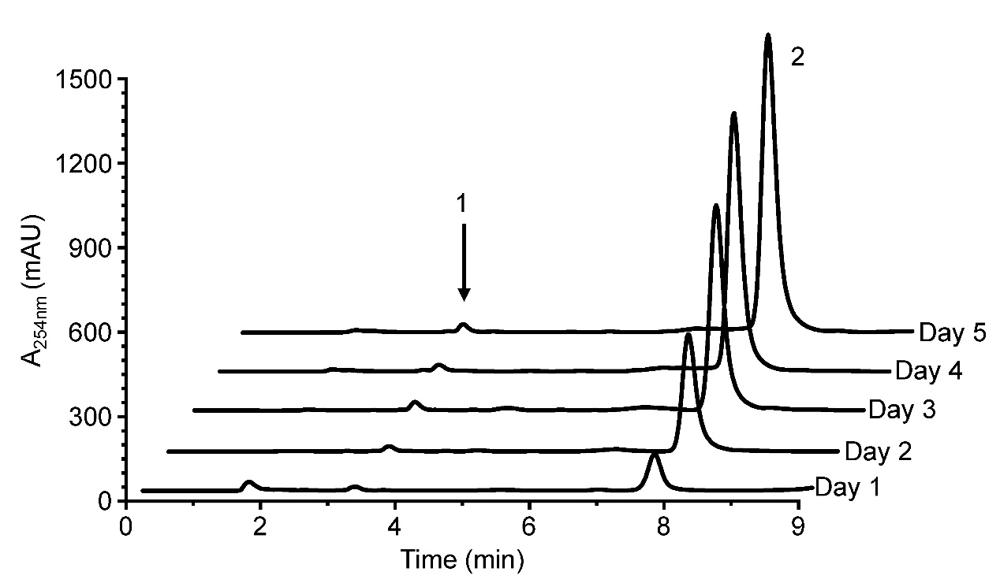 2
1500
1200
1
900
600
300
0
A254nm (mAU)
Day 5
Day 4
Day 3
Day 2
Day 1
0 2 4 6 8 9
Time (min)